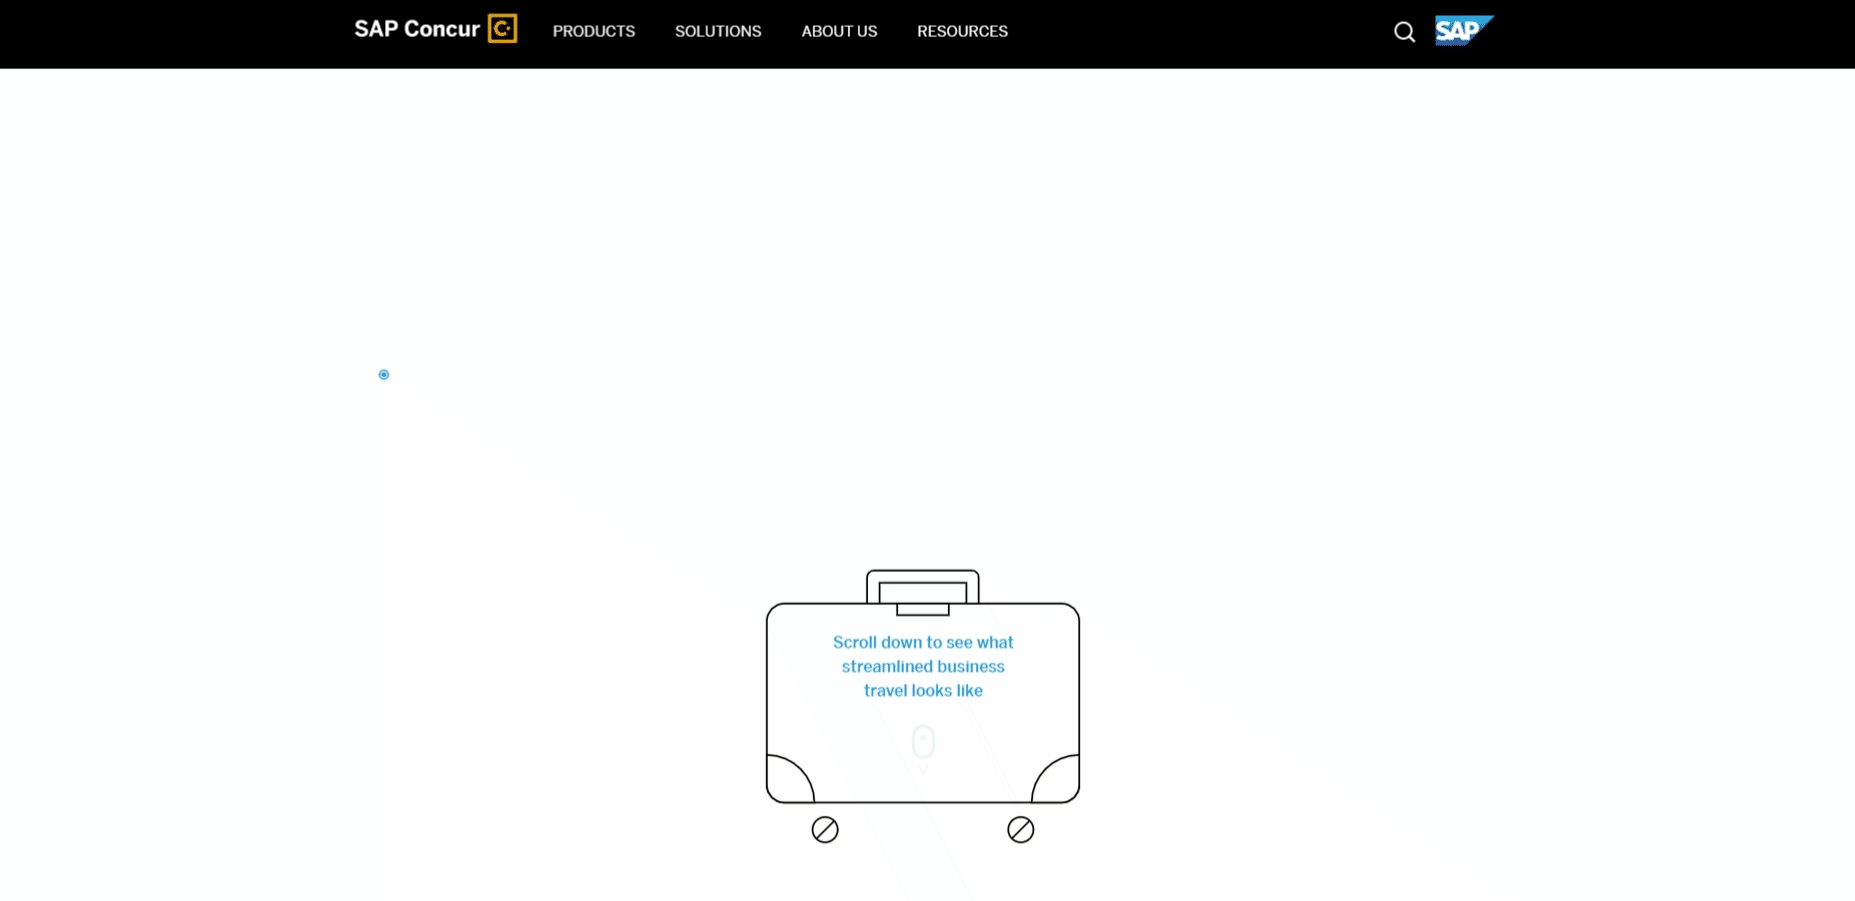 SAP Concur C
PRODUCTS
SOLUTIONS
ABOUT US
RESOURCES
SAP
Scroll down to see what
streamlined business
travel looks like